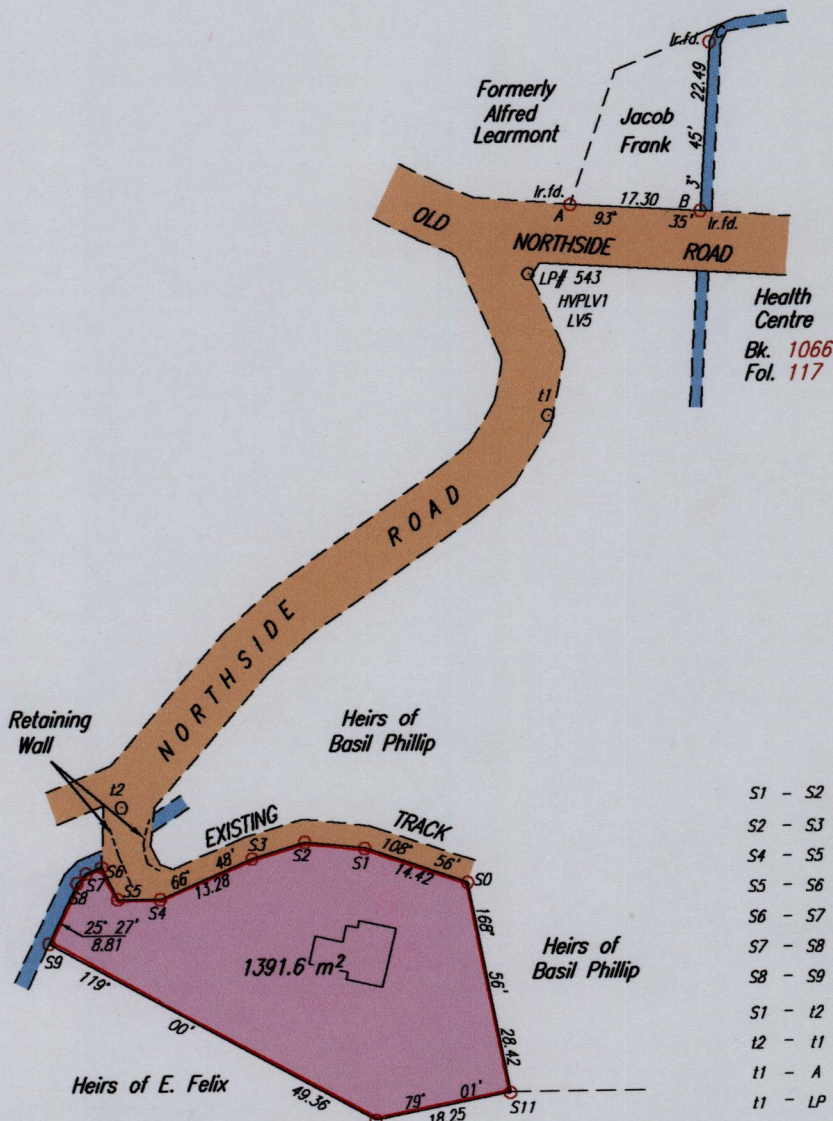 Ir.fd.
C
22.49
45'
3°
Formerly
Alfred
Learmont
Jacob
Frank
Ir.fd.
A
17.30
93°
35'
B
Ir.fd.
OLD
NORTHSIDE
ROAD
LP# 543
HVPLV1
LV5
Health
Centre
Bk. 1066
Fol. 117
t1
NORTHSIDE
ROAD
Retaining
Wall
Heirs of
Basil Phillip
t2
EXISTING
TRACK
S6
S7
S8
S5
S4
66°
48'
13.28
S3
S2
S1
108°
56'
14.42
S0
25° 27'
8.81
S9
1391.6 m²
168°
56'
28.42
Heirs of
Basil Phillip
119°
00'
49.36
Heirs of E. Felix
79°
01'
18.25
S11
S1 - S2
S2 - S3
S4 - S5
S5 - S6
S6 - S7
S7 - S8
S8 - S9
S1 - t2
t2 - t1
t1 - A
t1 - LP